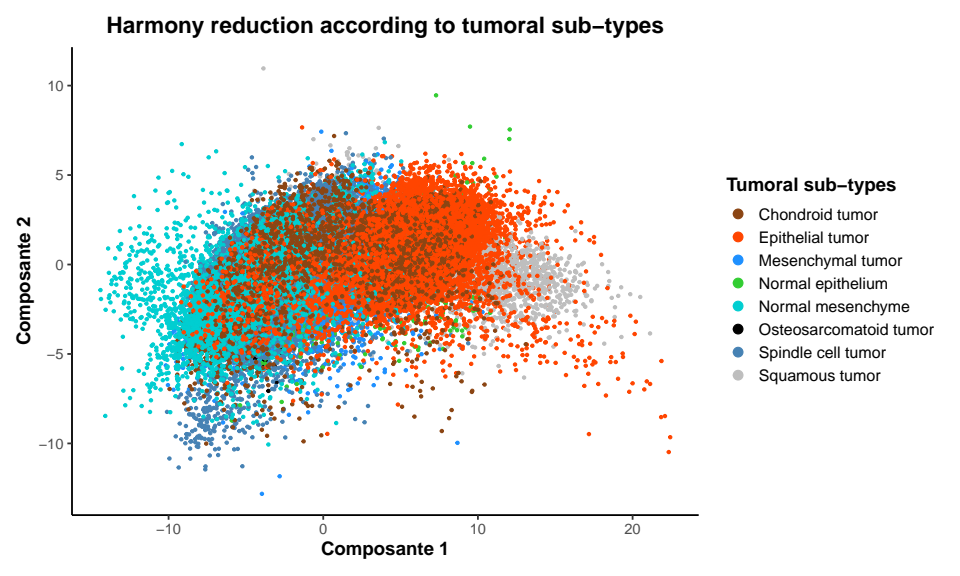 Harmony reduction according to tumoral sub−types
10
5
0
−5
−10
−10
0
10
20
Composante 1
Composante 2
Tumoral sub−types
Chondroid tumor
Epithelial tumor
Mesenchymal tumor
Normal epithelium
Normal mesenchyme
Osteosarcomatoid tumor
Spindle cell tumor
Squamous tumor